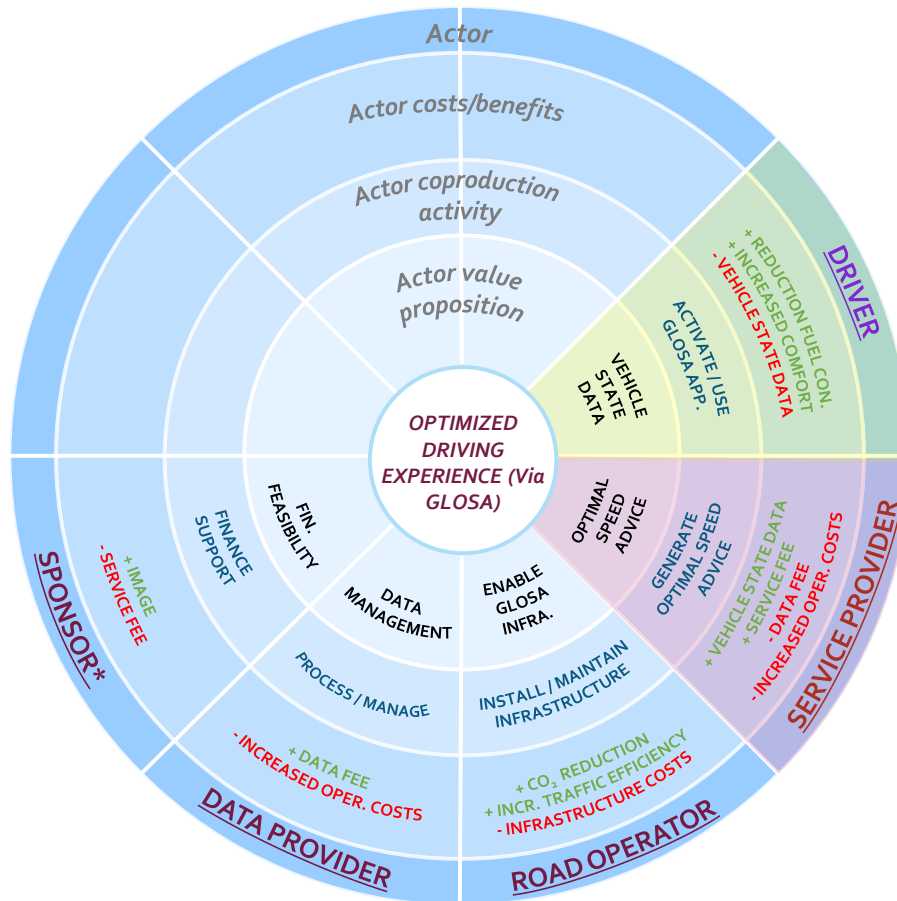 Actor
Actor costs/benefits
Actor coproduction
activity
Actor value
proposition
OPTIMIZED
DRIVING
EXPERIENCE (Via
GLOSA)
DRIVER
+ REDUCTION FUEL CON.
+ INCREASED COMFORT
- VEHICLE STATE DATA
ACTIVATE / USE
GLOSA APP.
VEHICLE
STATE
DATA
SERVICE PROVIDER
+ VEHICLE STATE DATA
+ SERVICE FEE
- DATA FEE
- INCREASED OPER. COSTS
GENERATE
OPTIMAL SPEED
ADVICE
OPTIMAL
SPEED
ADVICE
ROAD OPERATOR
+ CO₂ REDUCTION
+ INCR. TRAFFIC EFFICIENCY
- INFRASTRUCTURE COSTS
INSTALL / MAINTAIN
INFRASTRUCTURE
ENABLE
GLOSA
INFRA.
DATA PROVIDER
+ DATA FEE
- INCREASED OPER. COSTS
PROCESS / MANAGE
DATA
MANAGEMENT
SPONSOR*
+ IMAGE
- SERVICE FEE
FINANCE
SUPPORT
FIN.
FEASIBILITY